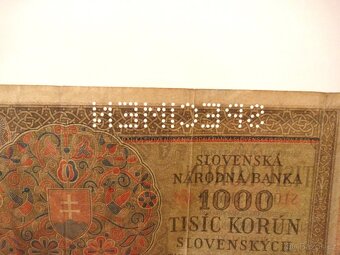 SPECIMEN
SLOVENSKÁ
NÁRODNÁ BANKA
1000
TISÍC KORÚN
SLOVENSKÝCH